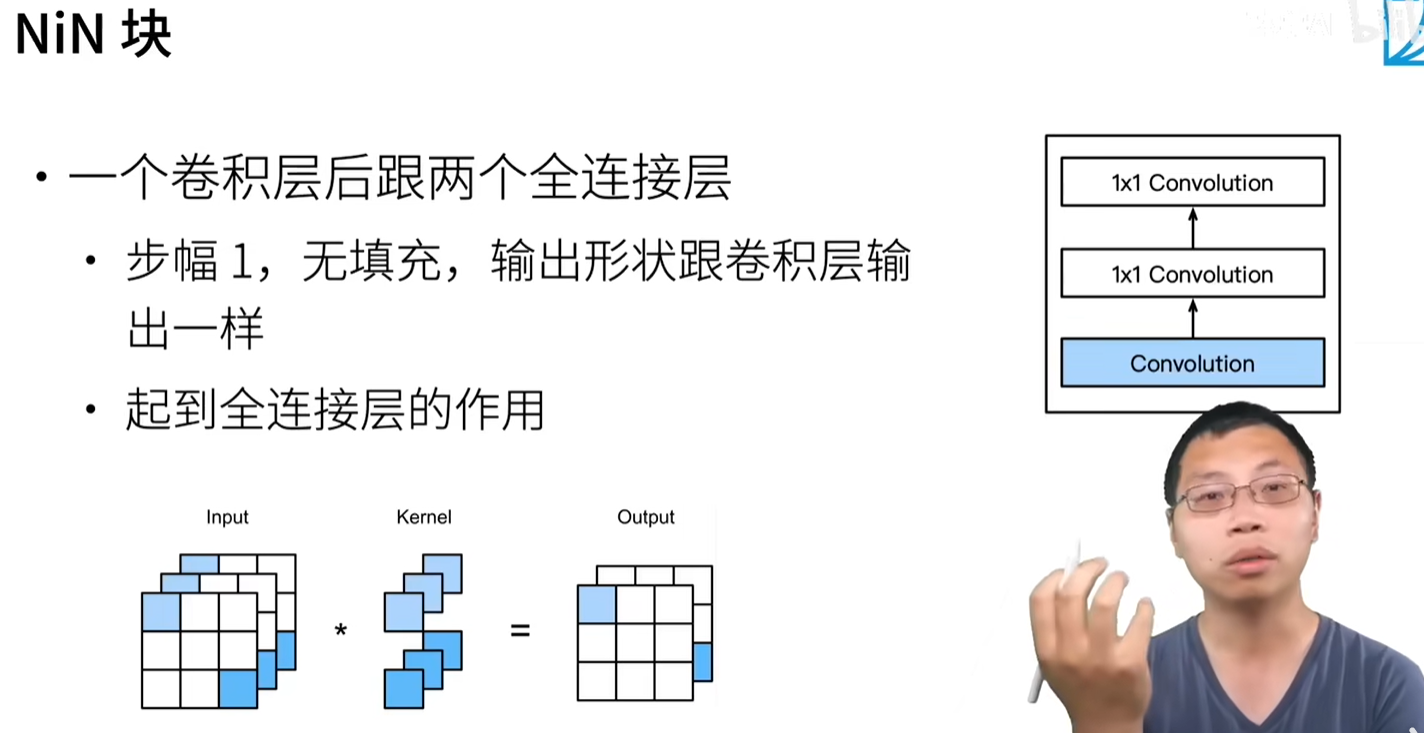 NiN 块
• 一个卷积层后跟两个全连接层
• 步幅 1，无填充，输出形状跟卷积层输
出一样
• 起到全连接层的作用
1x1 Convolution
1x1 Convolution
Convolution
Input
Kernel
Output
*
=